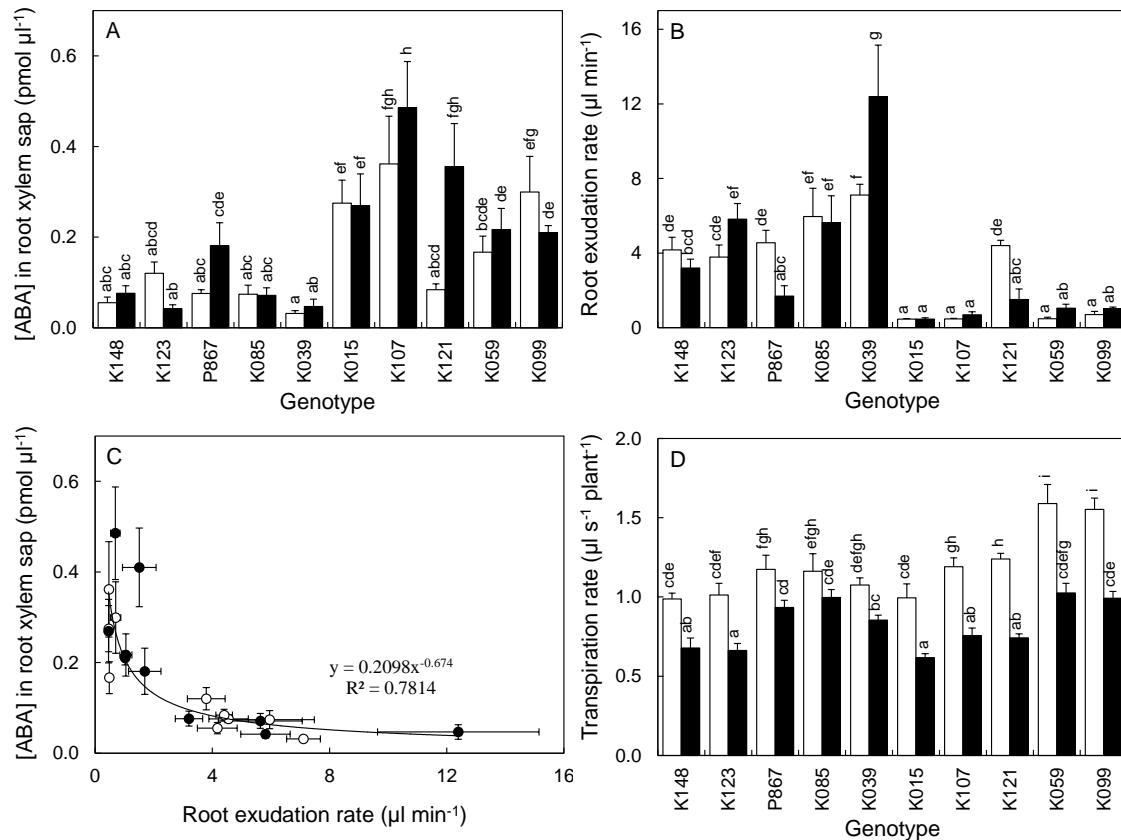 A
[ABA] in root xylem sap (pmol µl⁻¹)
0.6
0.4
0.2
0.0
abc
abc
abcd
ab
abc
cde
abc
abc
a
ab
ef
ef
fgh
h
abcd
fgh
bcde
de
efg
de
K148
K123
P867
K085
K039
K015
K107
K121
K059
K099
Genotype
B
Root exudation rate (µl min⁻¹)
16
12
8
4
0
de
bcd
cde
ef
de
abc
ef
ef
f
g
a
a
a
a
de
abc
a
ab
ab
ab
K148
K123
P867
K085
K039
K015
K107
K121
K059
K099
Genotype
C
[ABA] in root xylem sap (pmol µl⁻¹)
0.6
0.4
0.2
0.0
y = 0.2098x⁻⁰·⁶⁷⁴
R² = 0.7814
0
4
8
12
16
Root exudation rate (µl min⁻¹)
D
Transpiration rate (µl s⁻¹ plant⁻¹)
2.0
1.5
1.0
0.5
0.0
cde
ab
cdef
a
fgh
cd
efgh
cde
defgh
bc
cde
a
gh
ab
h
ab
i
cdefg
i
cde
K148
K123
P867
K085
K039
K015
K107
K121
K059
K099
Genotype